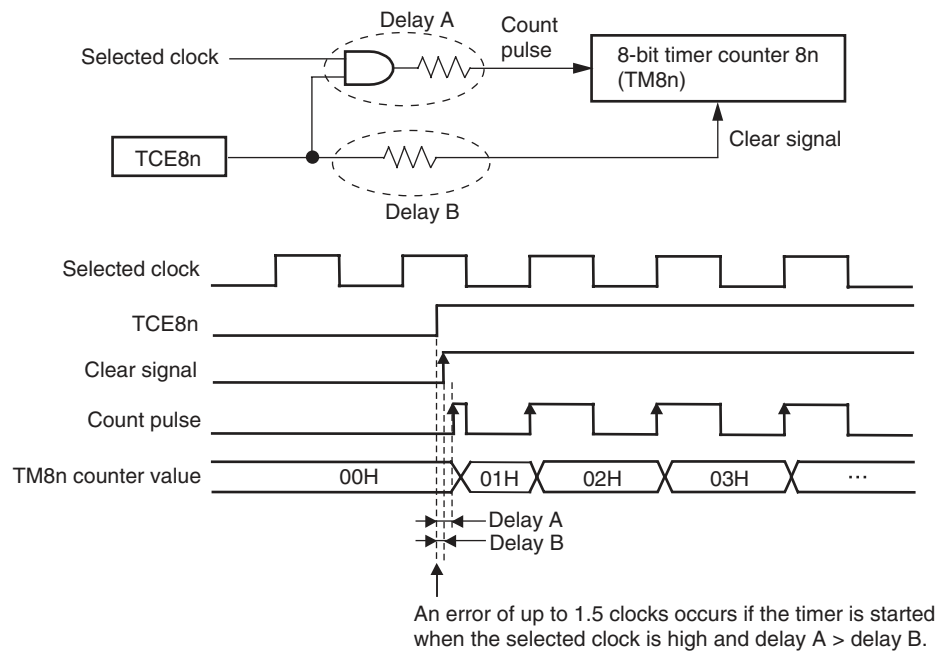 Delay A
Selected clock
Count
pulse
8-bit timer counter 8n
(TM8n)
Clear signal
TCE8n
Delay B
Selected clock
TCE8n
Clear signal
Count pulse
TM8n counter value
00H
01H
02H
03H
...
Delay A
Delay B
An error of up to 1.5 clocks occurs if the timer is started
when the selected clock is high and delay A > delay B.